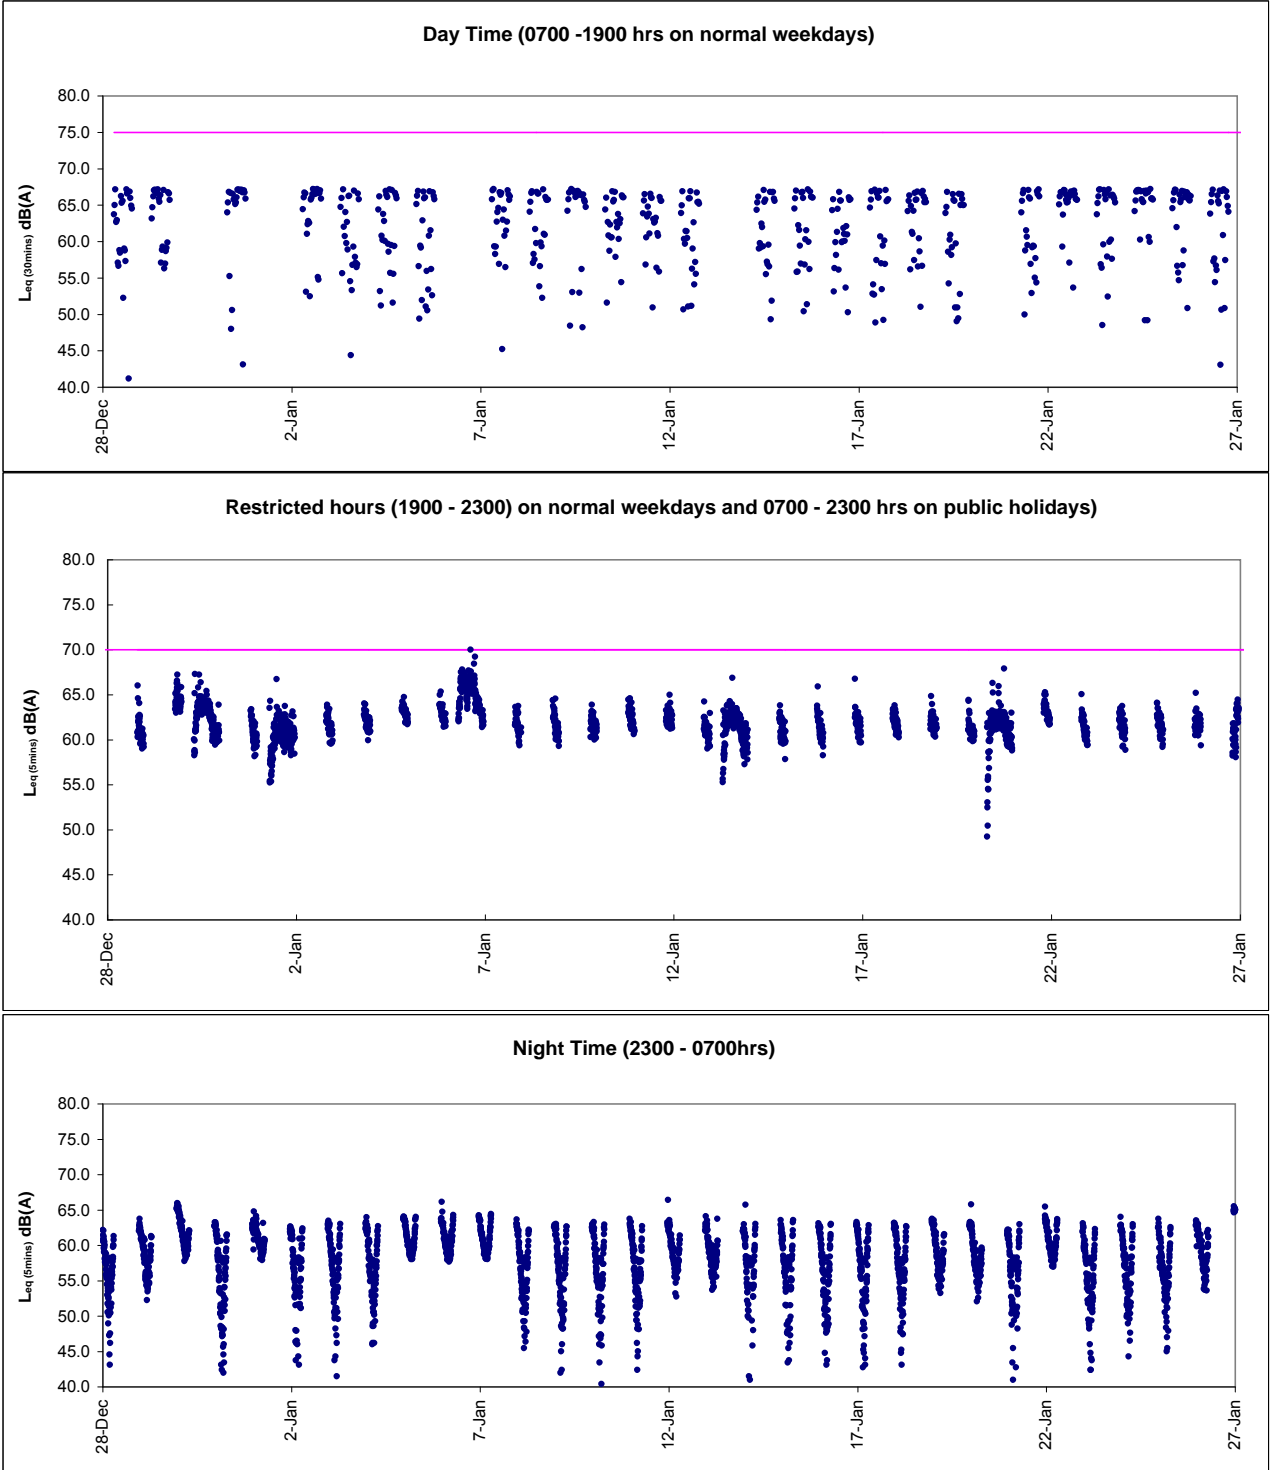 Day Time (0700 -1900 hrs on normal weekdays)
80.0
75.0
70.0
65.0
60.0
55.0
50.0
45.0
40.0
Leq (30mins) dB(A)
28-Dec
2-Jan
7-Jan
12-Jan
17-Jan
22-Jan
27-Jan
Restricted hours (1900 - 2300) on normal weekdays and 0700 - 2300 hrs on public holidays)
80.0
75.0
70.0
65.0
60.0
55.0
50.0
45.0
40.0
Leq (5mins) dB(A)
28-Dec
2-Jan
7-Jan
12-Jan
17-Jan
22-Jan
27-Jan
Night Time (2300 - 0700hrs)
80.0
75.0
70.0
65.0
60.0
55.0
50.0
45.0
40.0
Leq (5mins) dB(A)
28-Dec
2-Jan
7-Jan
12-Jan
17-Jan
22-Jan
27-Jan